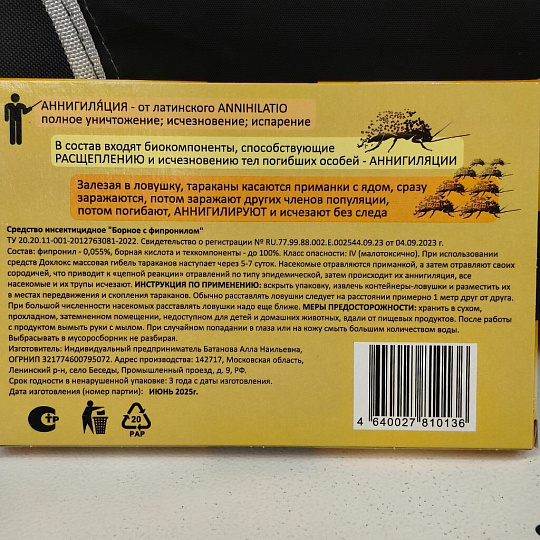 АННИГИЛЯ́ЦИЯ - от латинского ANNIHILATIO
полное уничтожение; исчезновение; испарение
В состав входят биокомпоненты, способствующие
РАСЩЕПЛЕНИЮ и исчезновению тел погибших особей - АННИГИЛЯЦИИ
Залезая в ловушку, тараканы касаются приманки с ядом, сразу
заражаются, потом заражают других членов популяции,
потом погибают, АННИГИЛИРУЮТ и исчезают без следа
Средство инсектицидное "Борное с фипронилом"
ТУ 20.20.11-001-2012763081-2022. Свидетельство о регистрации № RU.77.99.88.002.E.002544.09.23 от 04.09.2023 г.
Состав: фипронил - 0,055%, борная кислота и техкомпоненты - до 100%. Класс опасности: IV (малотоксично). При использовании
средств Дохлокс массовая гибель тараканов наступает через 5-7 суток. Насекомые отравляются приманкой, а затем отравляют своих
сородичей, что приводит к «цепной реакции» отравлений по типу эпидемической, затем происходит их аннигиляция, все
насекомые и их трупы исчезают. ИНСТРУКЦИЯ ПО ПРИМЕНЕНИЮ: вскрыть упаковку, извлечь контейнеры-ловушки и разместить их
в местах передвижения и скопления тараканов. Обычно расставлять ловушки следует на расстоянии примерно 1 метр друг от друга.
При большой численности насекомых расставлять ловушки надо еще ближе. МЕРЫ ПРЕДОСТОРОЖНОСТИ: хранить в сухом,
прохладном, затемненном помещении, недоступном для детей и домашних животных, вдали от пищевых продуктов. После работы
с продуктом вымыть руки с мылом. При случайном попадании в глаза или на кожу смыть большим количеством воды.
Выбрасывать в мусоросборник не разбирая.
Изготовитель: Индивидуальный предприниматель Батанова Алла Наильевна,
ОГРНИП 321774600795072. Адрес производства: 142717, Московская область,
Ленинский р-н, село Беседы, Промышленный проезд, д. 9, РФ.
Срок годности в ненарушенной упаковке: 3 года с даты изготовления.
Дата изготовления (номер партии): ИЮНЬ 2025г.
СТР
20
PAP
4 640027 810136